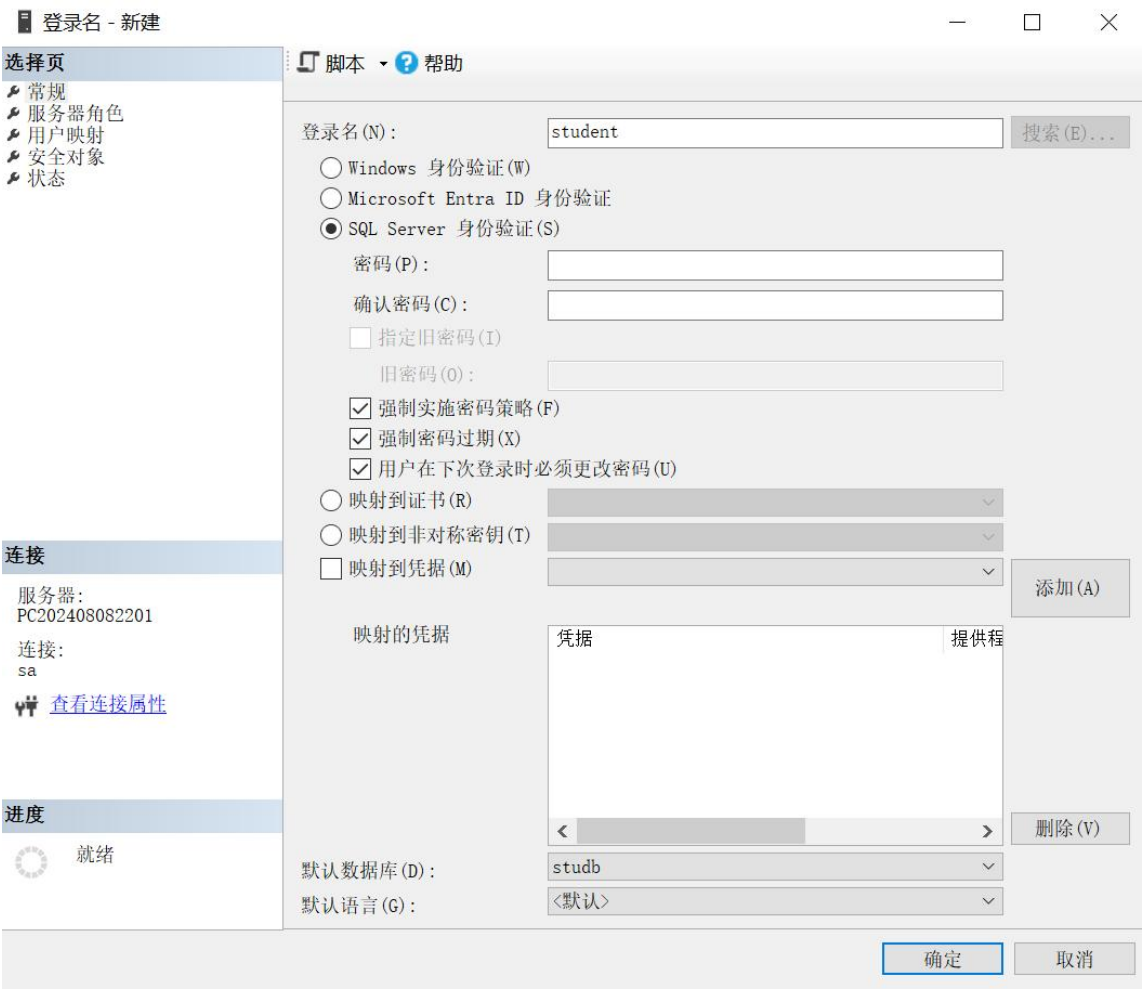 登录名 - 新建
选择页
常规
服务器角色
用户映射
安全对象
状态
连接
服务器:
PC202408082201
连接:
sa
查看连接属性
进度
就绪
脚本 帮助
登录名(N): student 搜索(E)...
Windows 身份验证(W)
Microsoft Entra ID 身份验证
SQL Server 身份验证(S)
密码(P):
确认密码(C):
指定旧密码(I)
旧密码(O):
强制实施密码策略(F)
强制密码过期(X)
用户在下次登录时必须更改密码(U)
映射到证书(R)
映射到非对称密钥(T)
映射到凭据(M)
添加(A)
映射的凭据 凭据 提供程
删除(V)
默认数据库(D): studb
默认语言(G): <默认>
确定 取消